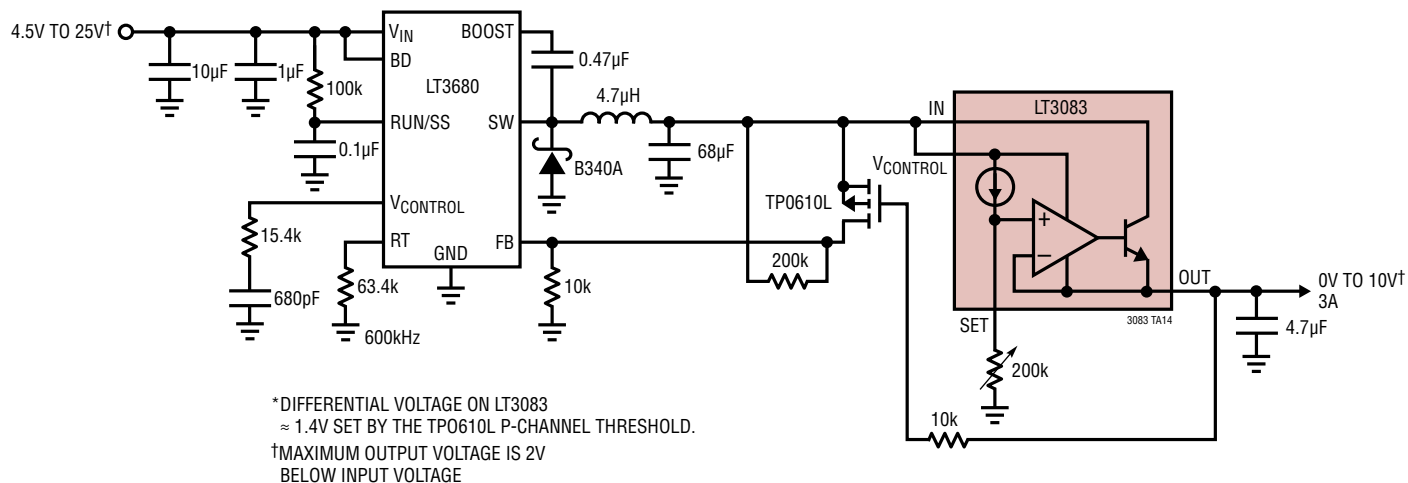 4.5V TO 25V†
10µF
1µF
100k
0.1µF
15.4k
680pF
63.4k
600kHz
VIN
BD
LT3680
RUN/SS
VCONTROL
RT
GND
BOOST
SW
FB
0.47µF
4.7µH
B340A
68µF
10k
TP0610L
200k
IN
VCONTROL
LT3083
+
−
OUT
SET
3083 TA14
200k
10k
0V TO 10V†
3A
4.7µF
*DIFFERENTIAL VOLTAGE ON LT3083
≈ 1.4V SET BY THE TPO610L P-CHANNEL THRESHOLD.
†MAXIMUM OUTPUT VOLTAGE IS 2V
BELOW INPUT VOLTAGE